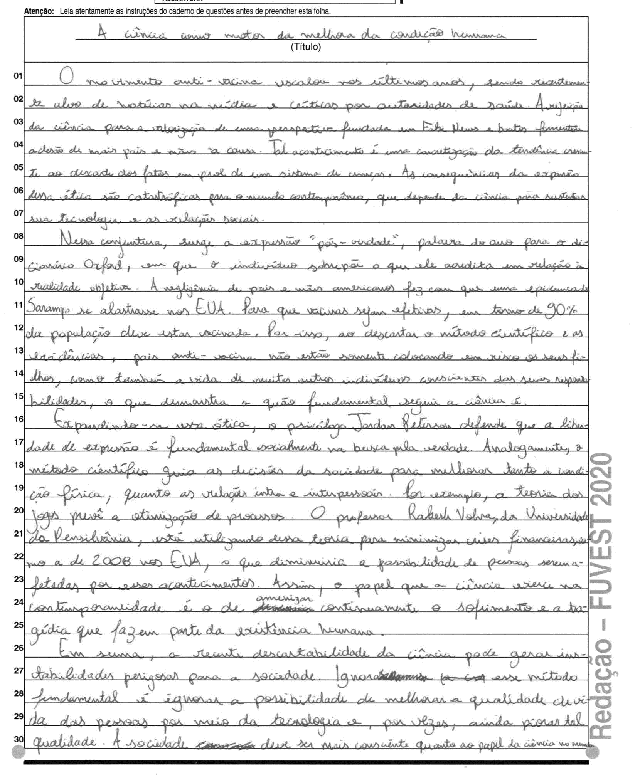 Atenção: Leia atentamente as instruções do caderno de questões antes de preencher esta folha.
A ciência como motor da melhora da condição humana
(Título)
01 O movimento anti-vacina escalou nos últimos anos, sendo recentemen-
02 te alvo de notícias na mídia e críticas por autoridades de saúde. A rejeição
03 da ciência para a valorização de uma perspectiva fundada em Fake News e boatos fomentou
04 a adesão de mais pais e mães à causa. Tal acontecimento é uma concretização da tendência crescen-
05 te ao descarte dos fatos em prol de um sistema de crenças. As consequências da expansão
06 dessa ética são catastróficas para o mundo contemporâneo, que depende da ciência para sustentar
07 sua tecnologia e as relações sociais.
08 Nessa conjuntura, surge a expressão "pós-verdade", palavra do ano para o di-
09 cionário Oxford, em que o indivíduo sobrepõe o que ele acredita em relação à
10 realidade objetiva. A negligência de pais e mães americanos fez com que uma epidemia de
11 Sarampo se alastrasse nos EUA. Para que vacinas sejam efetivas, em torno de 90%
12 da população deve estar vacinada. Por isso, ao descartar o método científico e as
13 evidências, pais anti-vacina não estão somente colocando em risco os seus fi-
14 lhos, como também a vida de muitos outros indivíduos conscientes das suas responsa-
15 bilidades, o que demonstra o quão fundamental seguir a ciência é.
16 Expandindo-se essa ética, o psicólogo Jordan Peterson defende que a liber-
17 dade de expressão é fundamental socialmente na busca pela verdade. Analogamente, o
18 método científico guia as decisões da sociedade para melhorar tanto a condi-
19 ção física, quanto as relações intra e interpessoais. Por exemplo, a teoria dos
20 jogos prevê a otimização de processos. O professor Rakesh Vohra, da Universidade
21 da Pensilvânia, está utilizando dessa teoria para minimizar crises financeiras, co-
22 mo a de 2008 nos EUA, o que diminuiria a possibilidade de pessoas serem a-
23 fetadas por esses acontecimentos. Assim, o papel que a ciência exerce na
24 contemporaneidade é o de amenizar continuamente o sofrimento e a tra-
25 gédia que fazem parte da existência humana.
26 Em suma, a recente descartabilidade da ciência pode gerar ins-
27 tabilidades perigosas para a sociedade. Ignorar esse método
28 fundamental é ignorar a possibilidade de melhorar a qualidade de vi-
29 da das pessoas por meio da tecnologia e, por vezes, ainda piorar tal
30 qualidade. A sociedade deve ser mais consciente quanto ao papel da ciência no mundo
Redação – FUVEST 2020